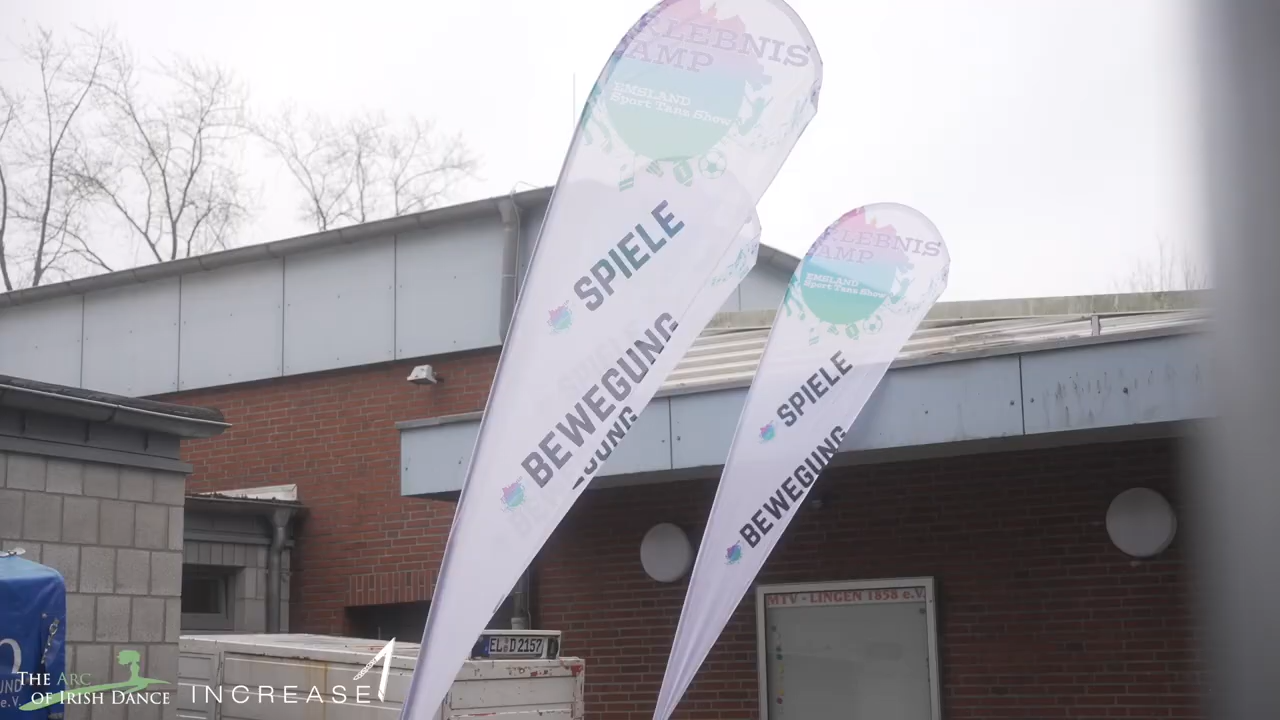 ERLEBNIS
CAMP
EMSLAND
Sport Tanz Show
SPIELE
BEWEGUNG
ERLEBNIS
CAMP
EMSLAND
Sport Tanz Show
SPIELE
BEWEGUNG
MTV - LINGEN 1858 e.V.
EL D 2157
e.V.
THE ARC
OF IRISH DANCE
INCREASE 1